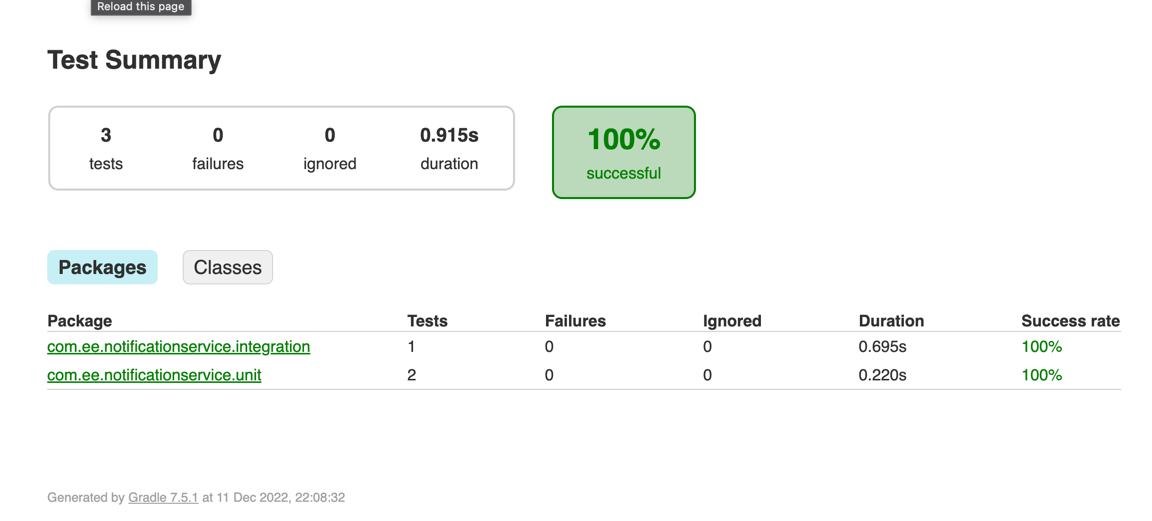 Reload this page
Test Summary
3 0 0 0.915s
tests failures ignored duration
100%
successful
Packages Classes
Package Tests Failures Ignored Duration Success rate
com.ee.notificationservice.integration 1 0 0 0.695s 100%
com.ee.notificationservice.unit 2 0 0 0.220s 100%
Generated by Gradle 7.5.1 at 11 Dec 2022, 22:08:32